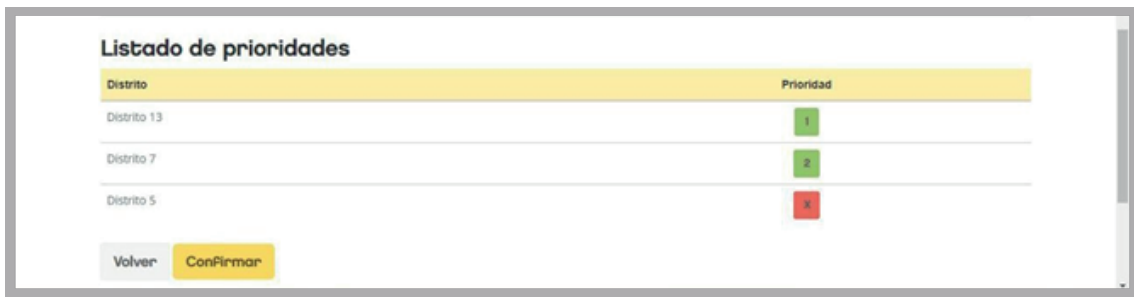 Listado de prioridades
Distrito Prioridad
Distrito 13 1
Distrito 7 2
Distrito 5 X
Volver Confirmar